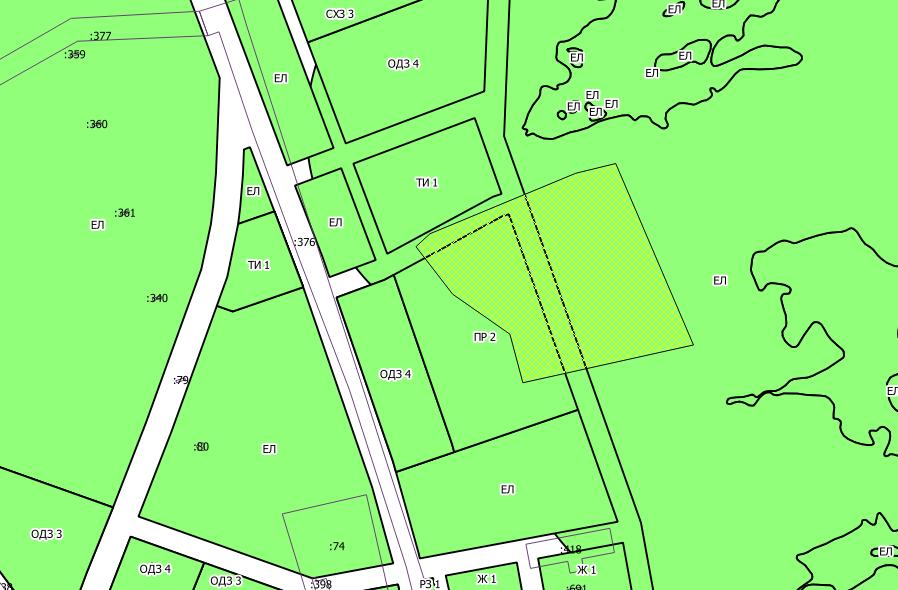 ЕЛ
СХЗ 3
:377
:359
ЕЛ
ОДЗ 4
ЕЛ
ЕЛ
ЕЛ
ЕЛ
ЕЛ
ЕЛ
ЕЛ
ЕЛ
:360
ТИ 1
ЕЛ
:361
ЕЛ
ЕЛ
:376
ТИ 1
ЕЛ
:340
ПР 2
ОДЗ 4
:79
ЕЛ
:80
ЕЛ
ЕЛ
ОДЗ 3
:74
:418
ЕЛ
ОДЗ 4
ОДЗ 3
:398
РЗ 1
Ж 1
Ж 1
:691